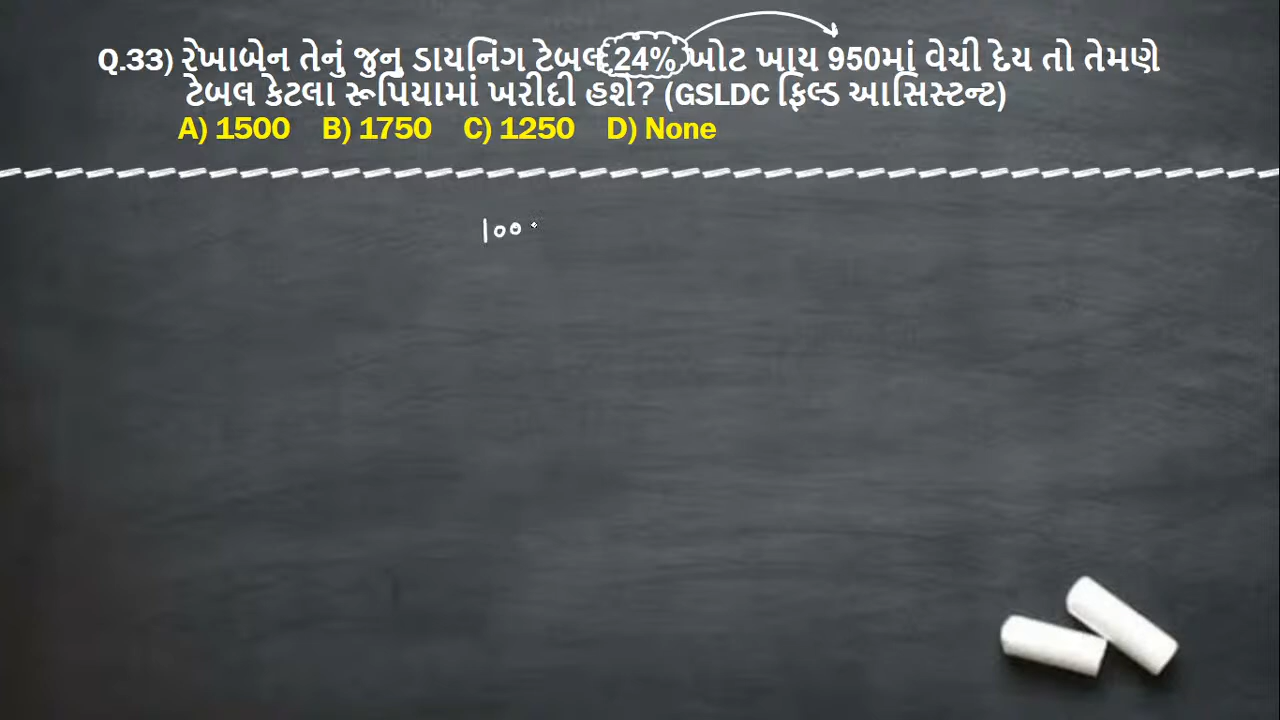 Q.33) રેખાબેન તેનું જુનુ ડાયનિંગ ટેબલ 24% ખોટ ખાય 950માં વેચી દેય તો તેમણે
ટેબલ કેટલા રૂપિયામાં ખરીદી હશે? (GSLDC ફિલ્ડ આસિસ્ટન્ટ)
A) 1500 B) 1750 C) 1250 D) None
100